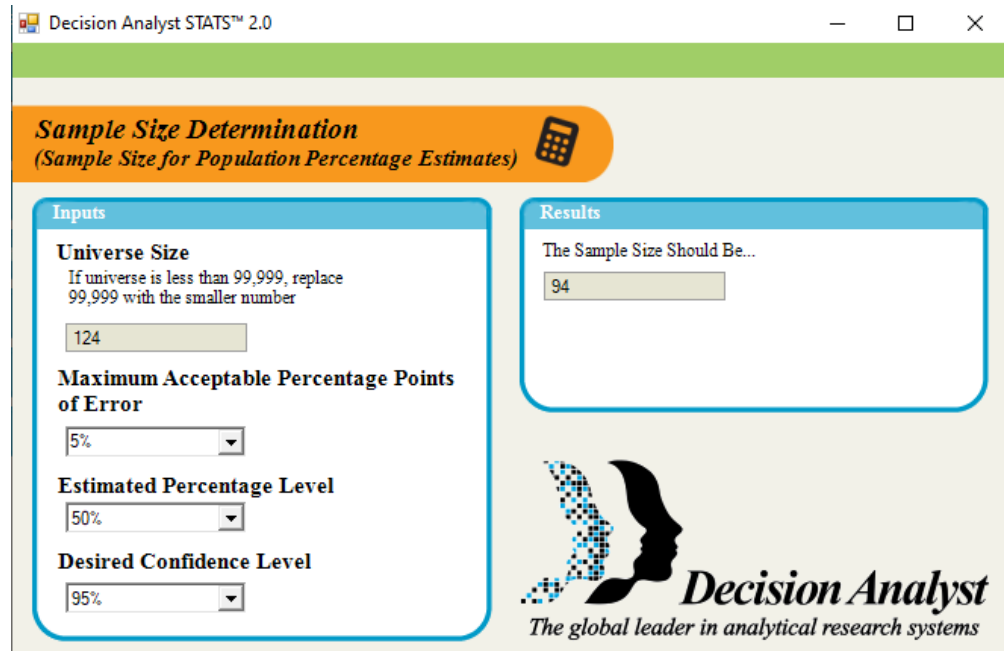 Decision Analyst STATS™ 2.0
Sample Size Determination
(Sample Size for Population Percentage Estimates)
Inputs
Universe Size
If universe is less than 99,999, replace
99,999 with the smaller number
124
Maximum Acceptable Percentage Points
of Error
5%
Estimated Percentage Level
50%
Desired Confidence Level
95%
Results
The Sample Size Should Be...
94
Decision Analyst
The global leader in analytical research systems